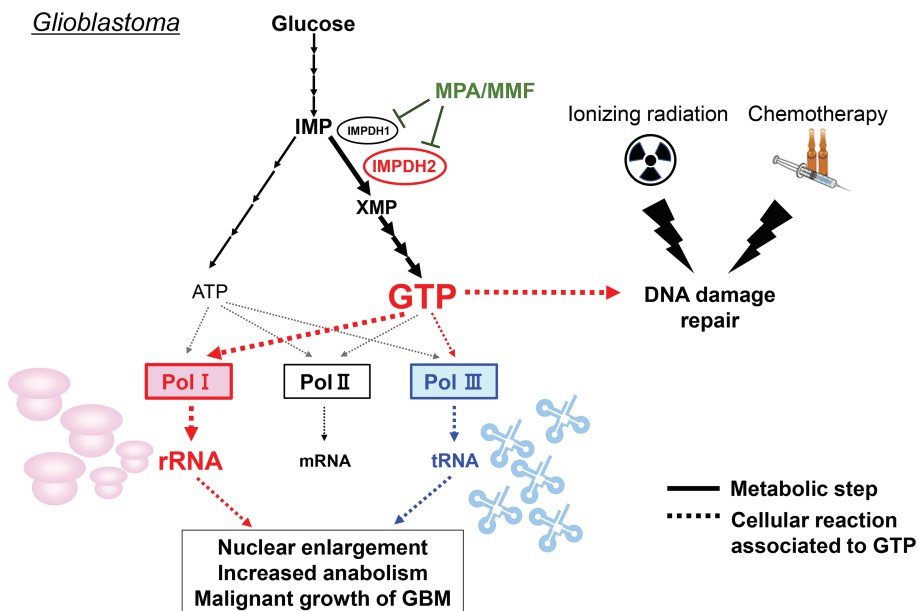 Glioblastoma
Glucose
MPA/MMF
IMP
IMPDH1
IMPDH2
XMP
Ionizing radiation
Chemotherapy
ATP
GTP
DNA damage
repair
Pol Ⅰ
Pol Ⅱ
Pol Ⅲ
rRNA
mRNA
tRNA
Nuclear enlargement
Increased anabolism
Malignant growth of GBM
Metabolic step
Cellular reaction
associated to GTP